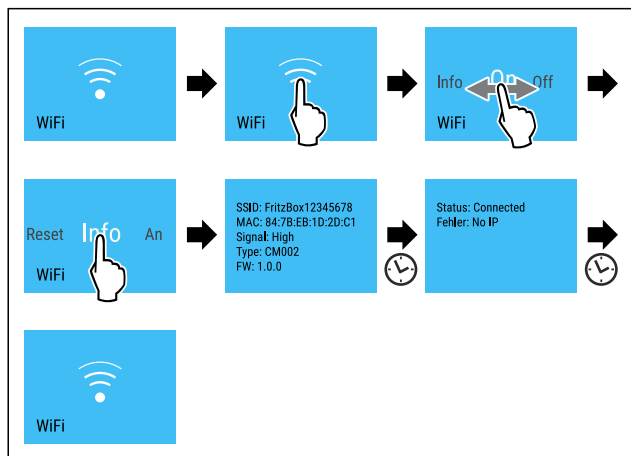 WiFi
WiFi
Info On Off
WiFi
Reset Info An
WiFi
SSID: FritzBox12345678
MAC: 84:7B:EB:1D:2D:C1
Signal: High
Type: CM002
FW: 1.0.0
Status: Connected
Fehler: No IP
WiFi